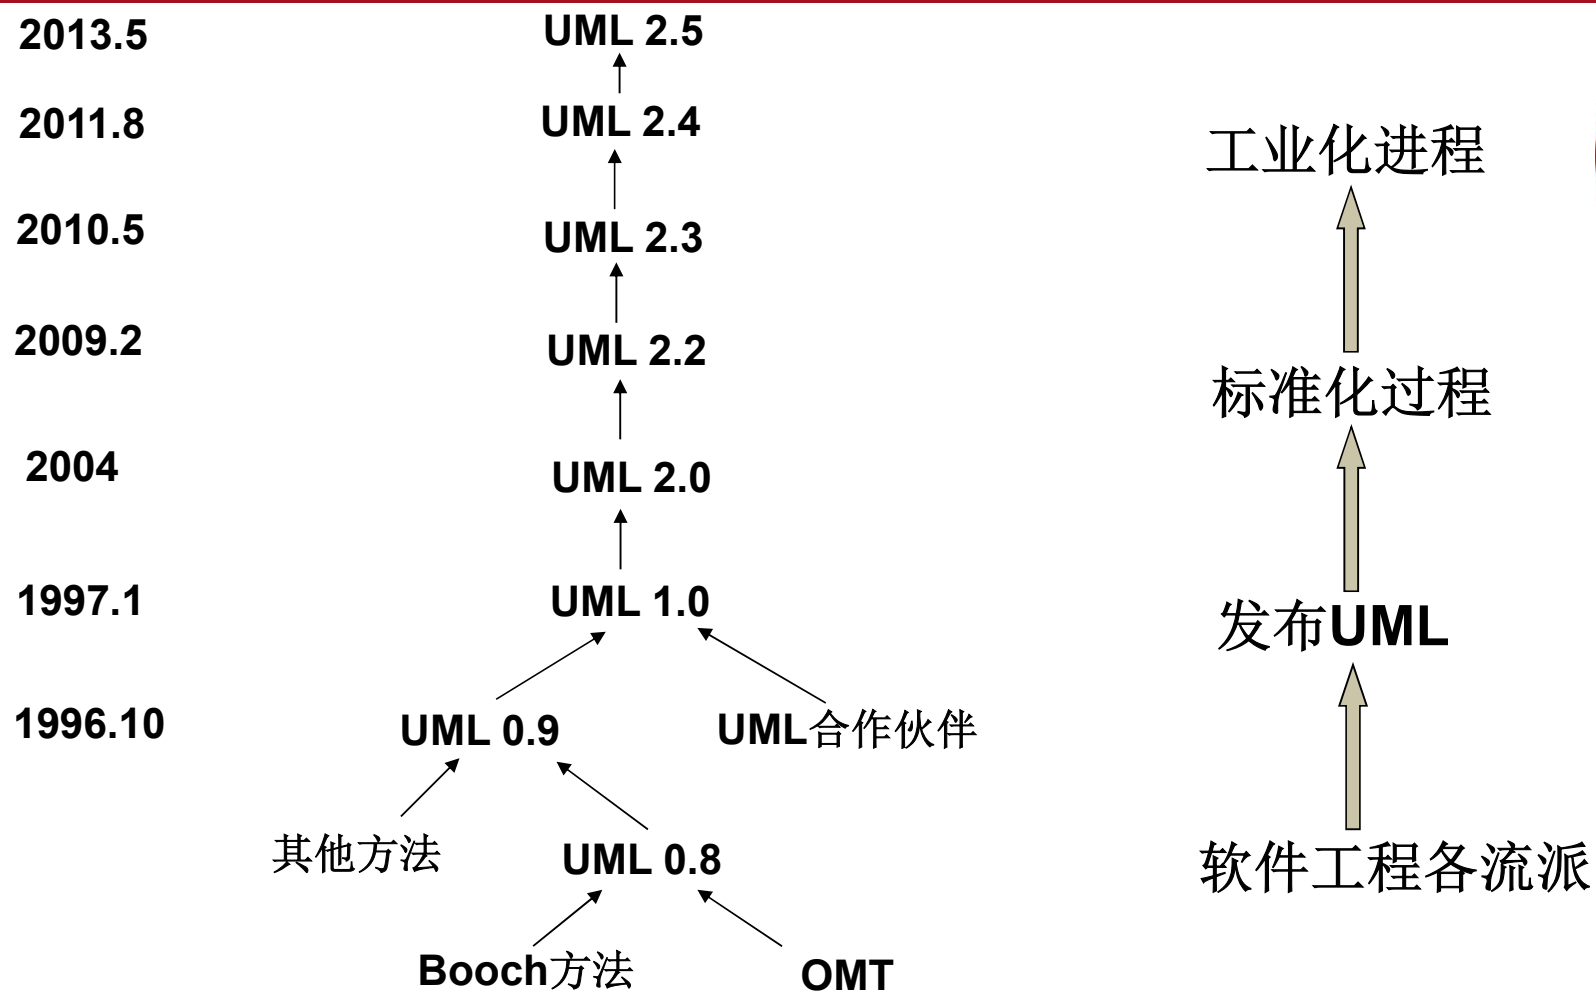 2013.5 UML 2.5
2011.8 UML 2.4
工业化进程
2010.5 UML 2.3
2009.2 UML 2.2
标准化过程
2004 UML 2.0
1997.1 UML 1.0
发布UML
1996.10 UML 0.9 UML合作伙伴
其他方法 UML 0.8
软件工程各流派
Booch方法 OMT